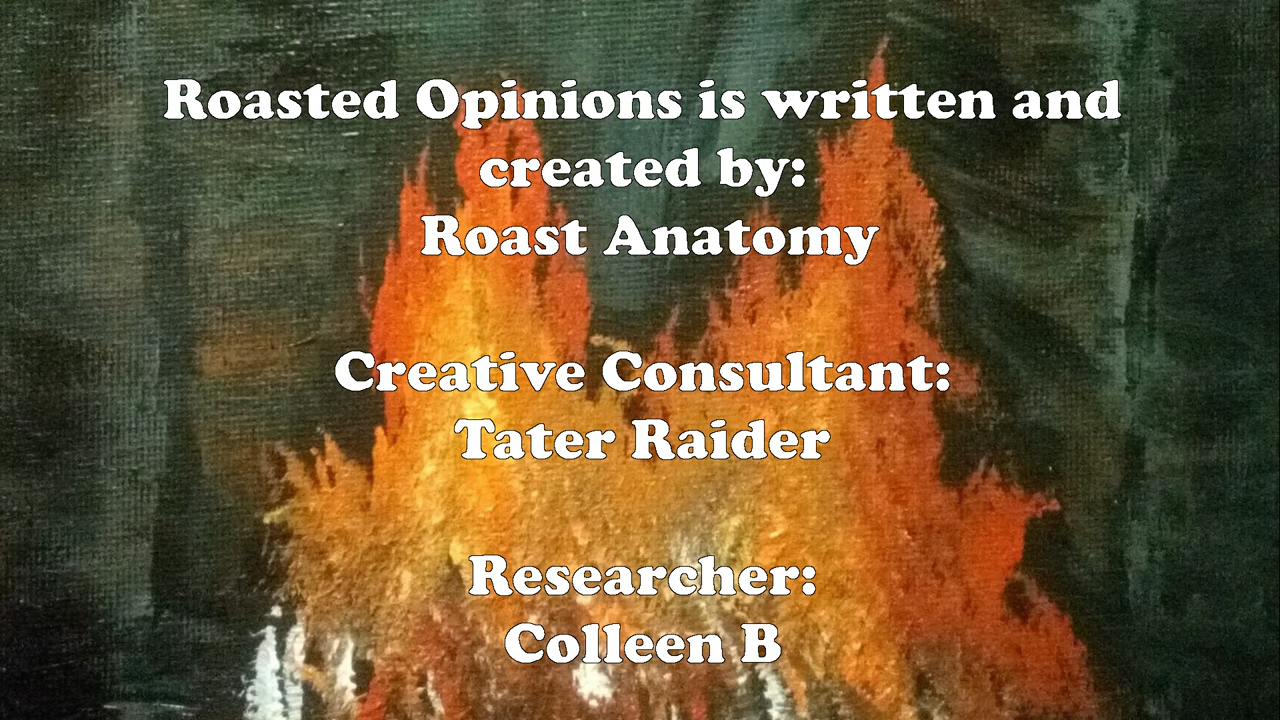 Roasted Opinions is written and
created by:
Roast Anatomy
Creative Consultant:
Tater Raider
Researcher:
Colleen B